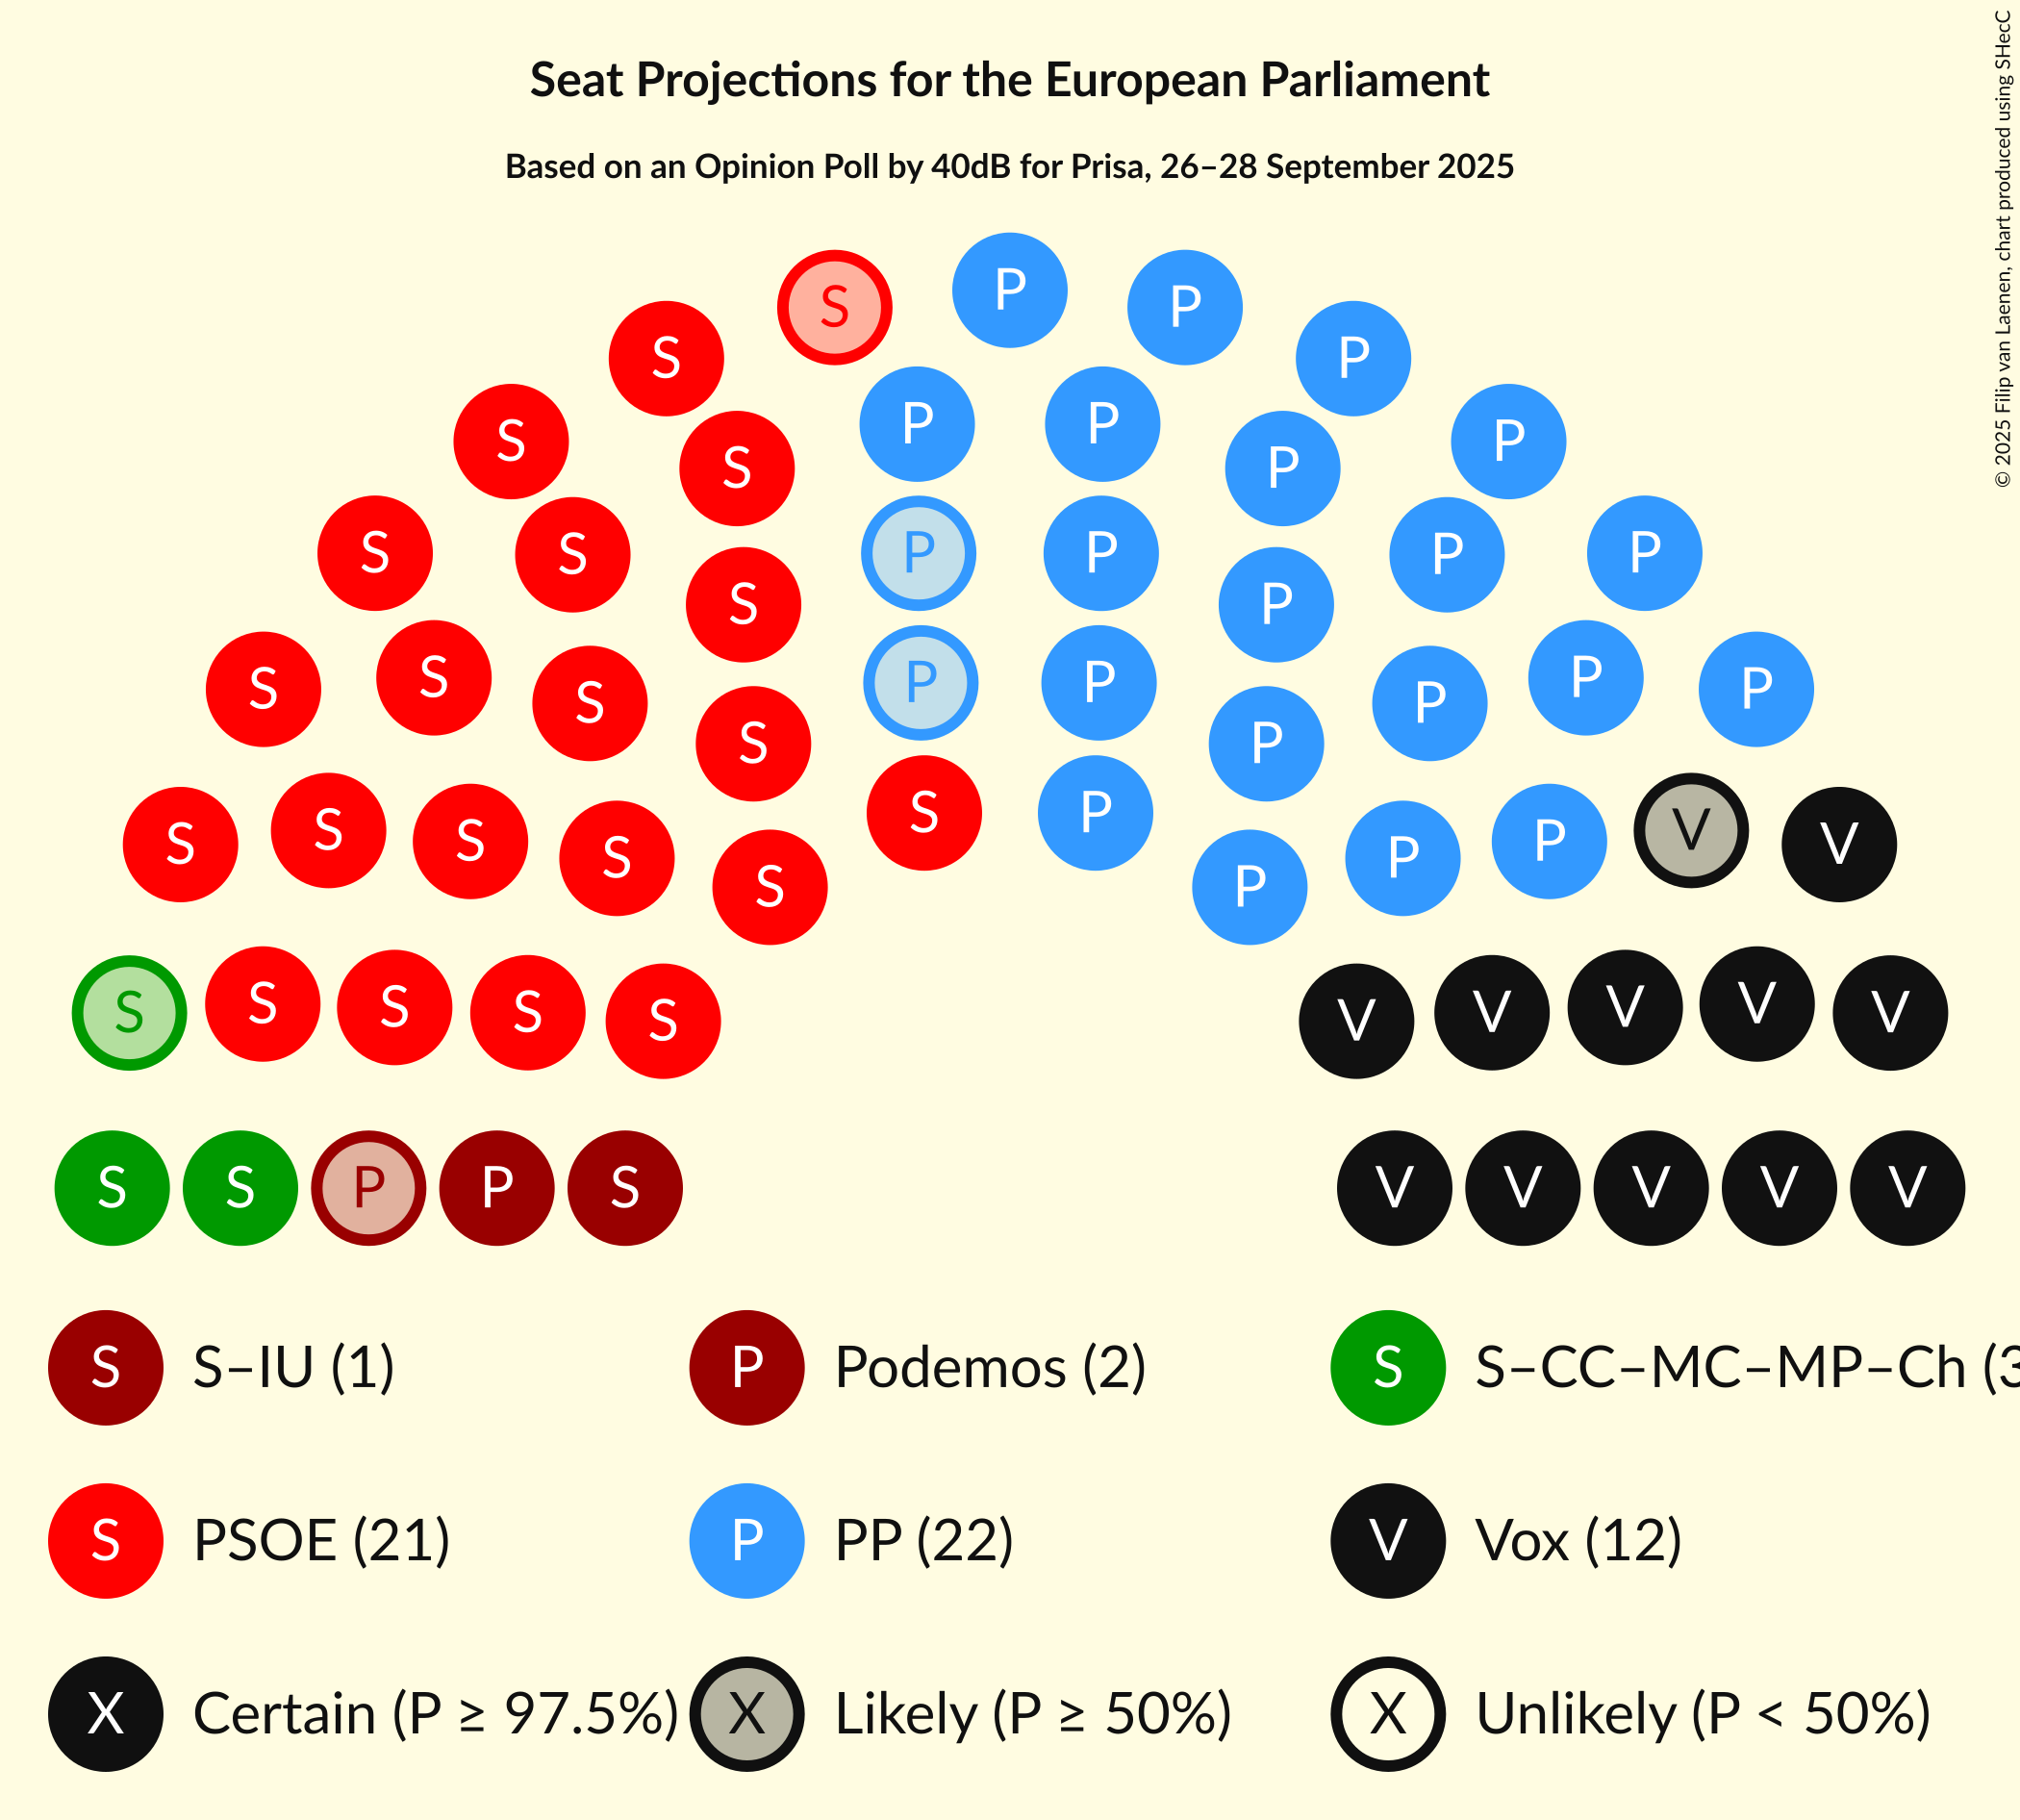 Seat Projections for the European Parliament
Based on an Opinion Poll by 40dB for Prisa, 26–28 September 2025
© 2025 Filip van Laenen, chart produced using SHecC
P
S P
S P
S P P
S P P S P
S P P P
S S P P
S P
S S P P
S P P S P
S S P P
S P
S P
S V
S S P V
S S P P
S P
S S S V V V
S S V V
S S P P S V V V V V
S S–IU (1) P Podemos (2) S S–CC–MC–MP–Ch (3
S PSOE (21) P PP (22) V Vox (12)
X Certain (P ≥ 97.5%) X Likely (P ≥ 50%) X Unlikely (P < 50%)